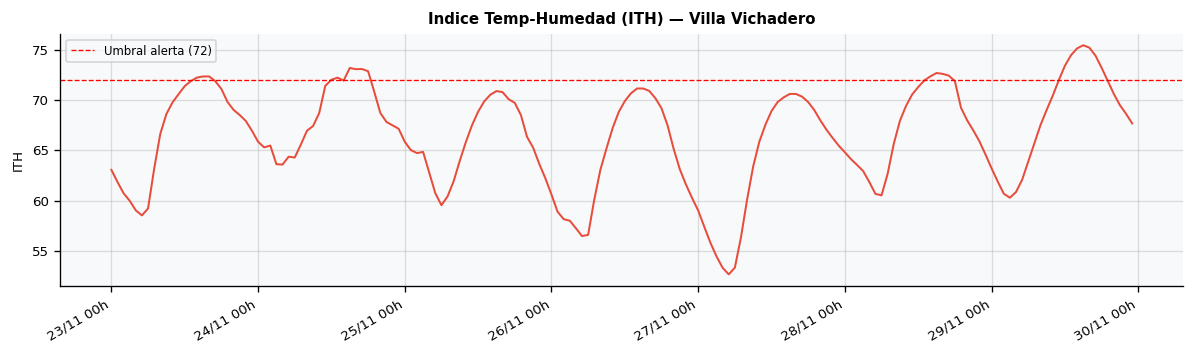 Indice Temp-Humedad (ITH) — Villa Vichadero
Umbral alerta (72)
ITH
75
70
65
60
55
23/11 00h
24/11 00h
25/11 00h
26/11 00h
27/11 00h
28/11 00h
29/11 00h
30/11 00h